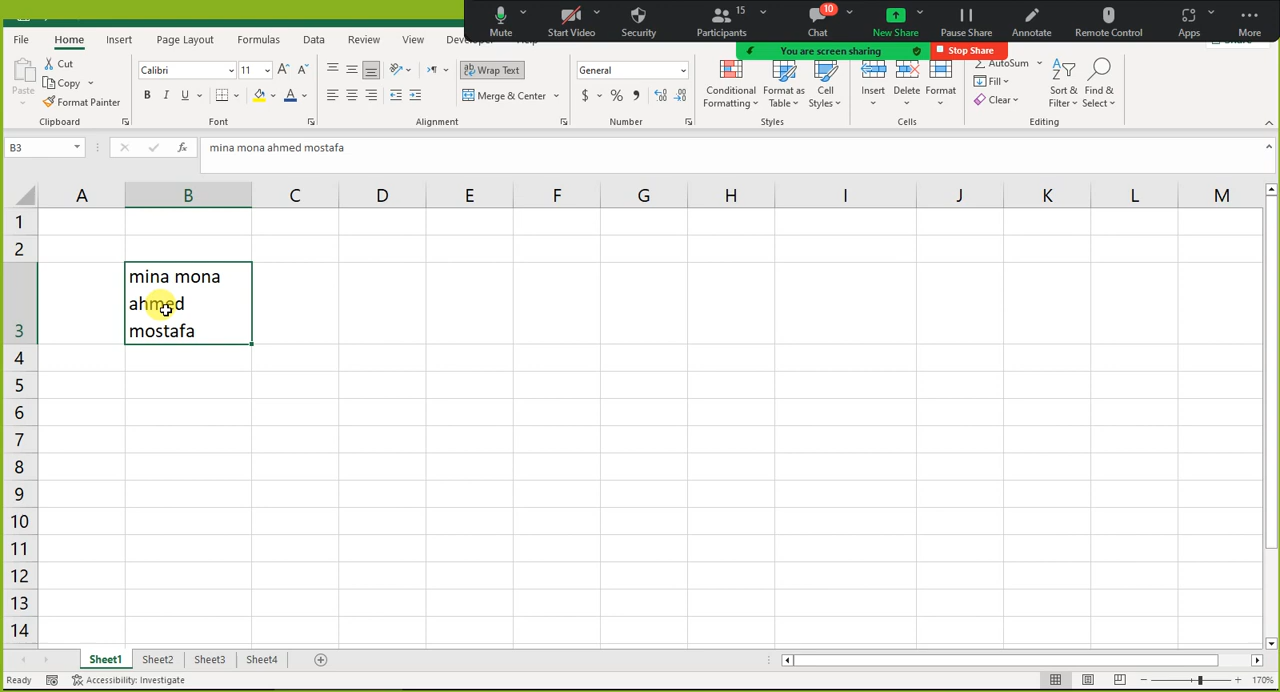 Mute
Start Video
Security
Participants
15
Chat
10
New Share
Pause Share
Annotate
Remote Control
Apps
More
You are screen sharing
Stop Share
File
Home
Insert
Page Layout
Formulas
Data
Review
View
Paste
Cut
Copy
Format Painter
Clipboard
Calibri
11
B I U
Font
Wrap Text
Merge & Center
Alignment
General
$ % ,
Number
Conditional
Formatting
Format as
Table
Cell
Styles
Styles
Insert
Delete
Format
Cells
AutoSum
Fill
Clear
Sort &
Filter
Find &
Select
Editing
B3
fx
mina mona ahmed mostafa
A B C D E F G H I J K L M
1
2
3
mina mona
ahmed
mostafa
4
5
6
7
8
9
10
11
12
13
14
Sheet1
Sheet2
Sheet3
Sheet4
Ready
Accessibility: Investigate
170%